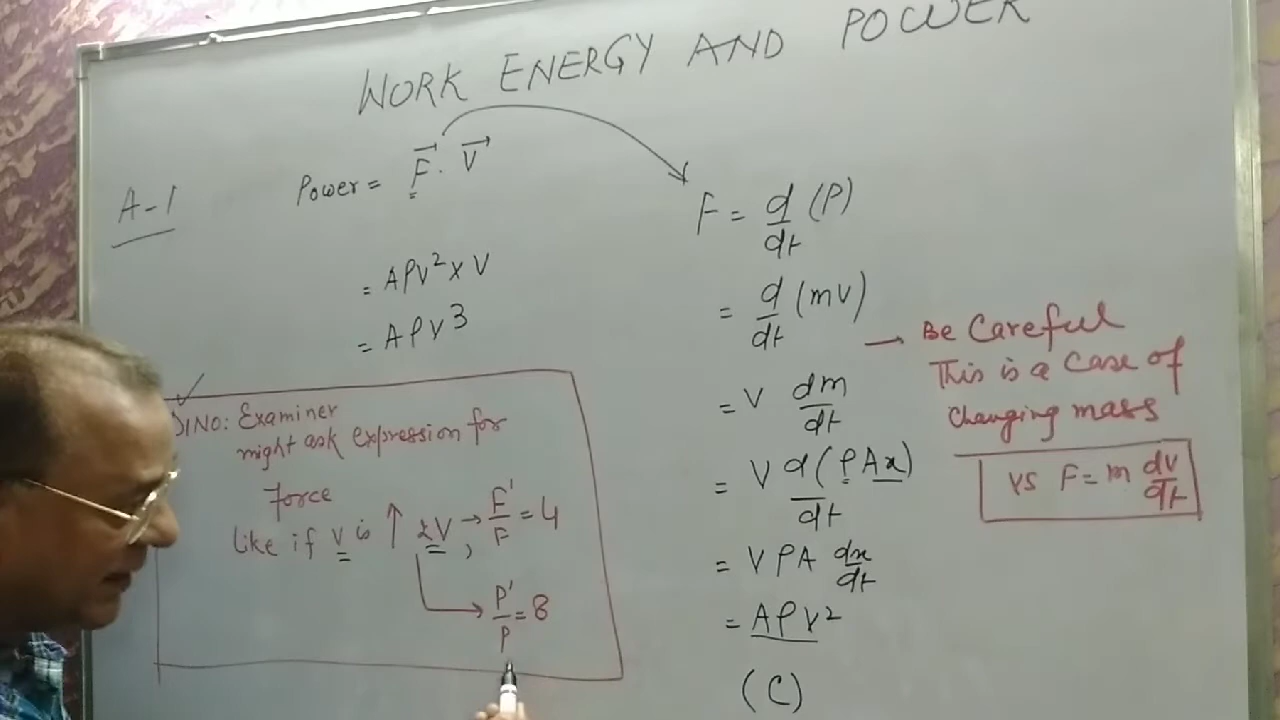 WORK ENERGY AND POWER
A-1
Power = F⃗ . V⃗
= Aρv² x V
= Aρv³
DINO: Examiner
might ask expression for
force
Like if V is ↑ 2V → F'/F = 4
, → P'/P = 8
F = d/dt (P)
= d/dt (mv)
= V dm/dt
= V d(ρAx)/dt
= VρA dx/dt
= Aρv²
(C)
→ Be Careful
This is a Case of
Changing mass
VS F = m dv/dt